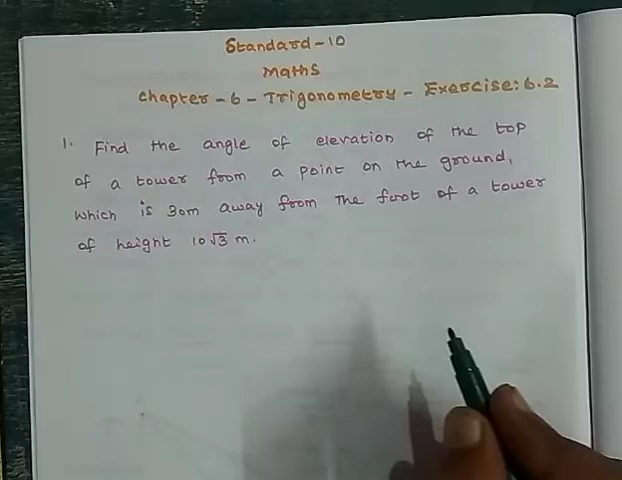 Standard-10
Maths
Chapter-6-Trigonometry-Exercise:6.2
1. Find the angle of elevation of the top
of a tower from a point on the ground,
which is 30m away from the foot of a tower
of height 10√3 m.